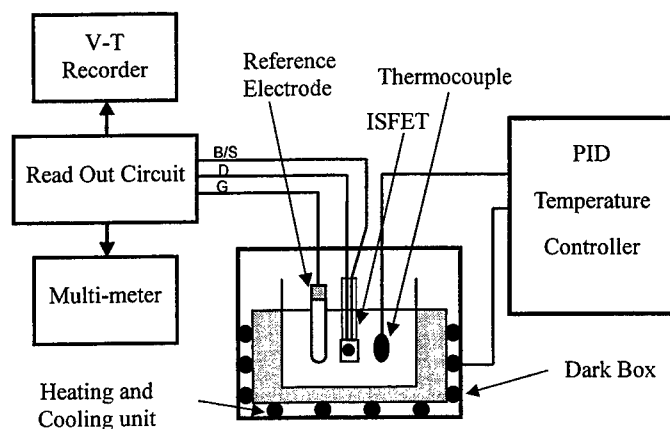 V-T
Recorder
Reference
Electrode
Thermocouple
ISFET
B/S
D
G
Read Out Circuit
PID
Temperature
Controller
Multi-meter
Heating and
Cooling unit
Dark Box